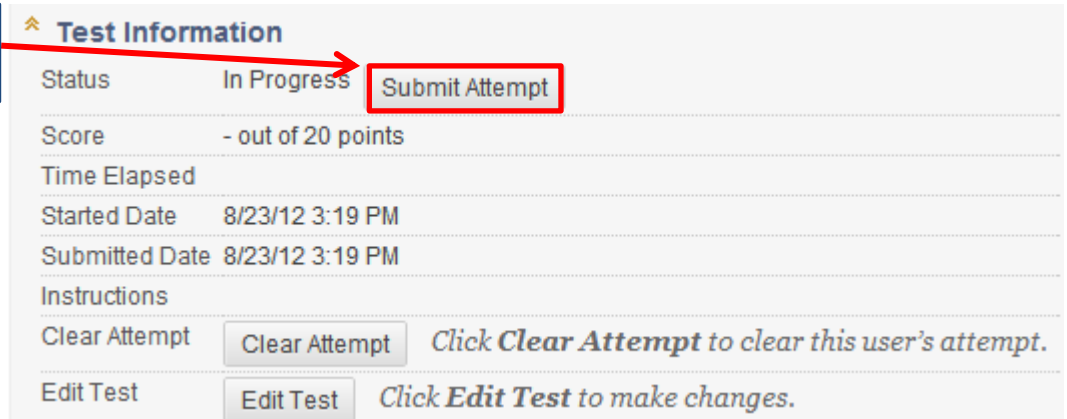 Test Information
Status In Progress Submit Attempt
Score - out of 20 points
Time Elapsed
Started Date 8/23/12 3:19 PM
Submitted Date 8/23/12 3:19 PM
Instructions
Clear Attempt Clear Attempt Click Clear Attempt to clear this user's attempt.
Edit Test Edit Test Click Edit Test to make changes.